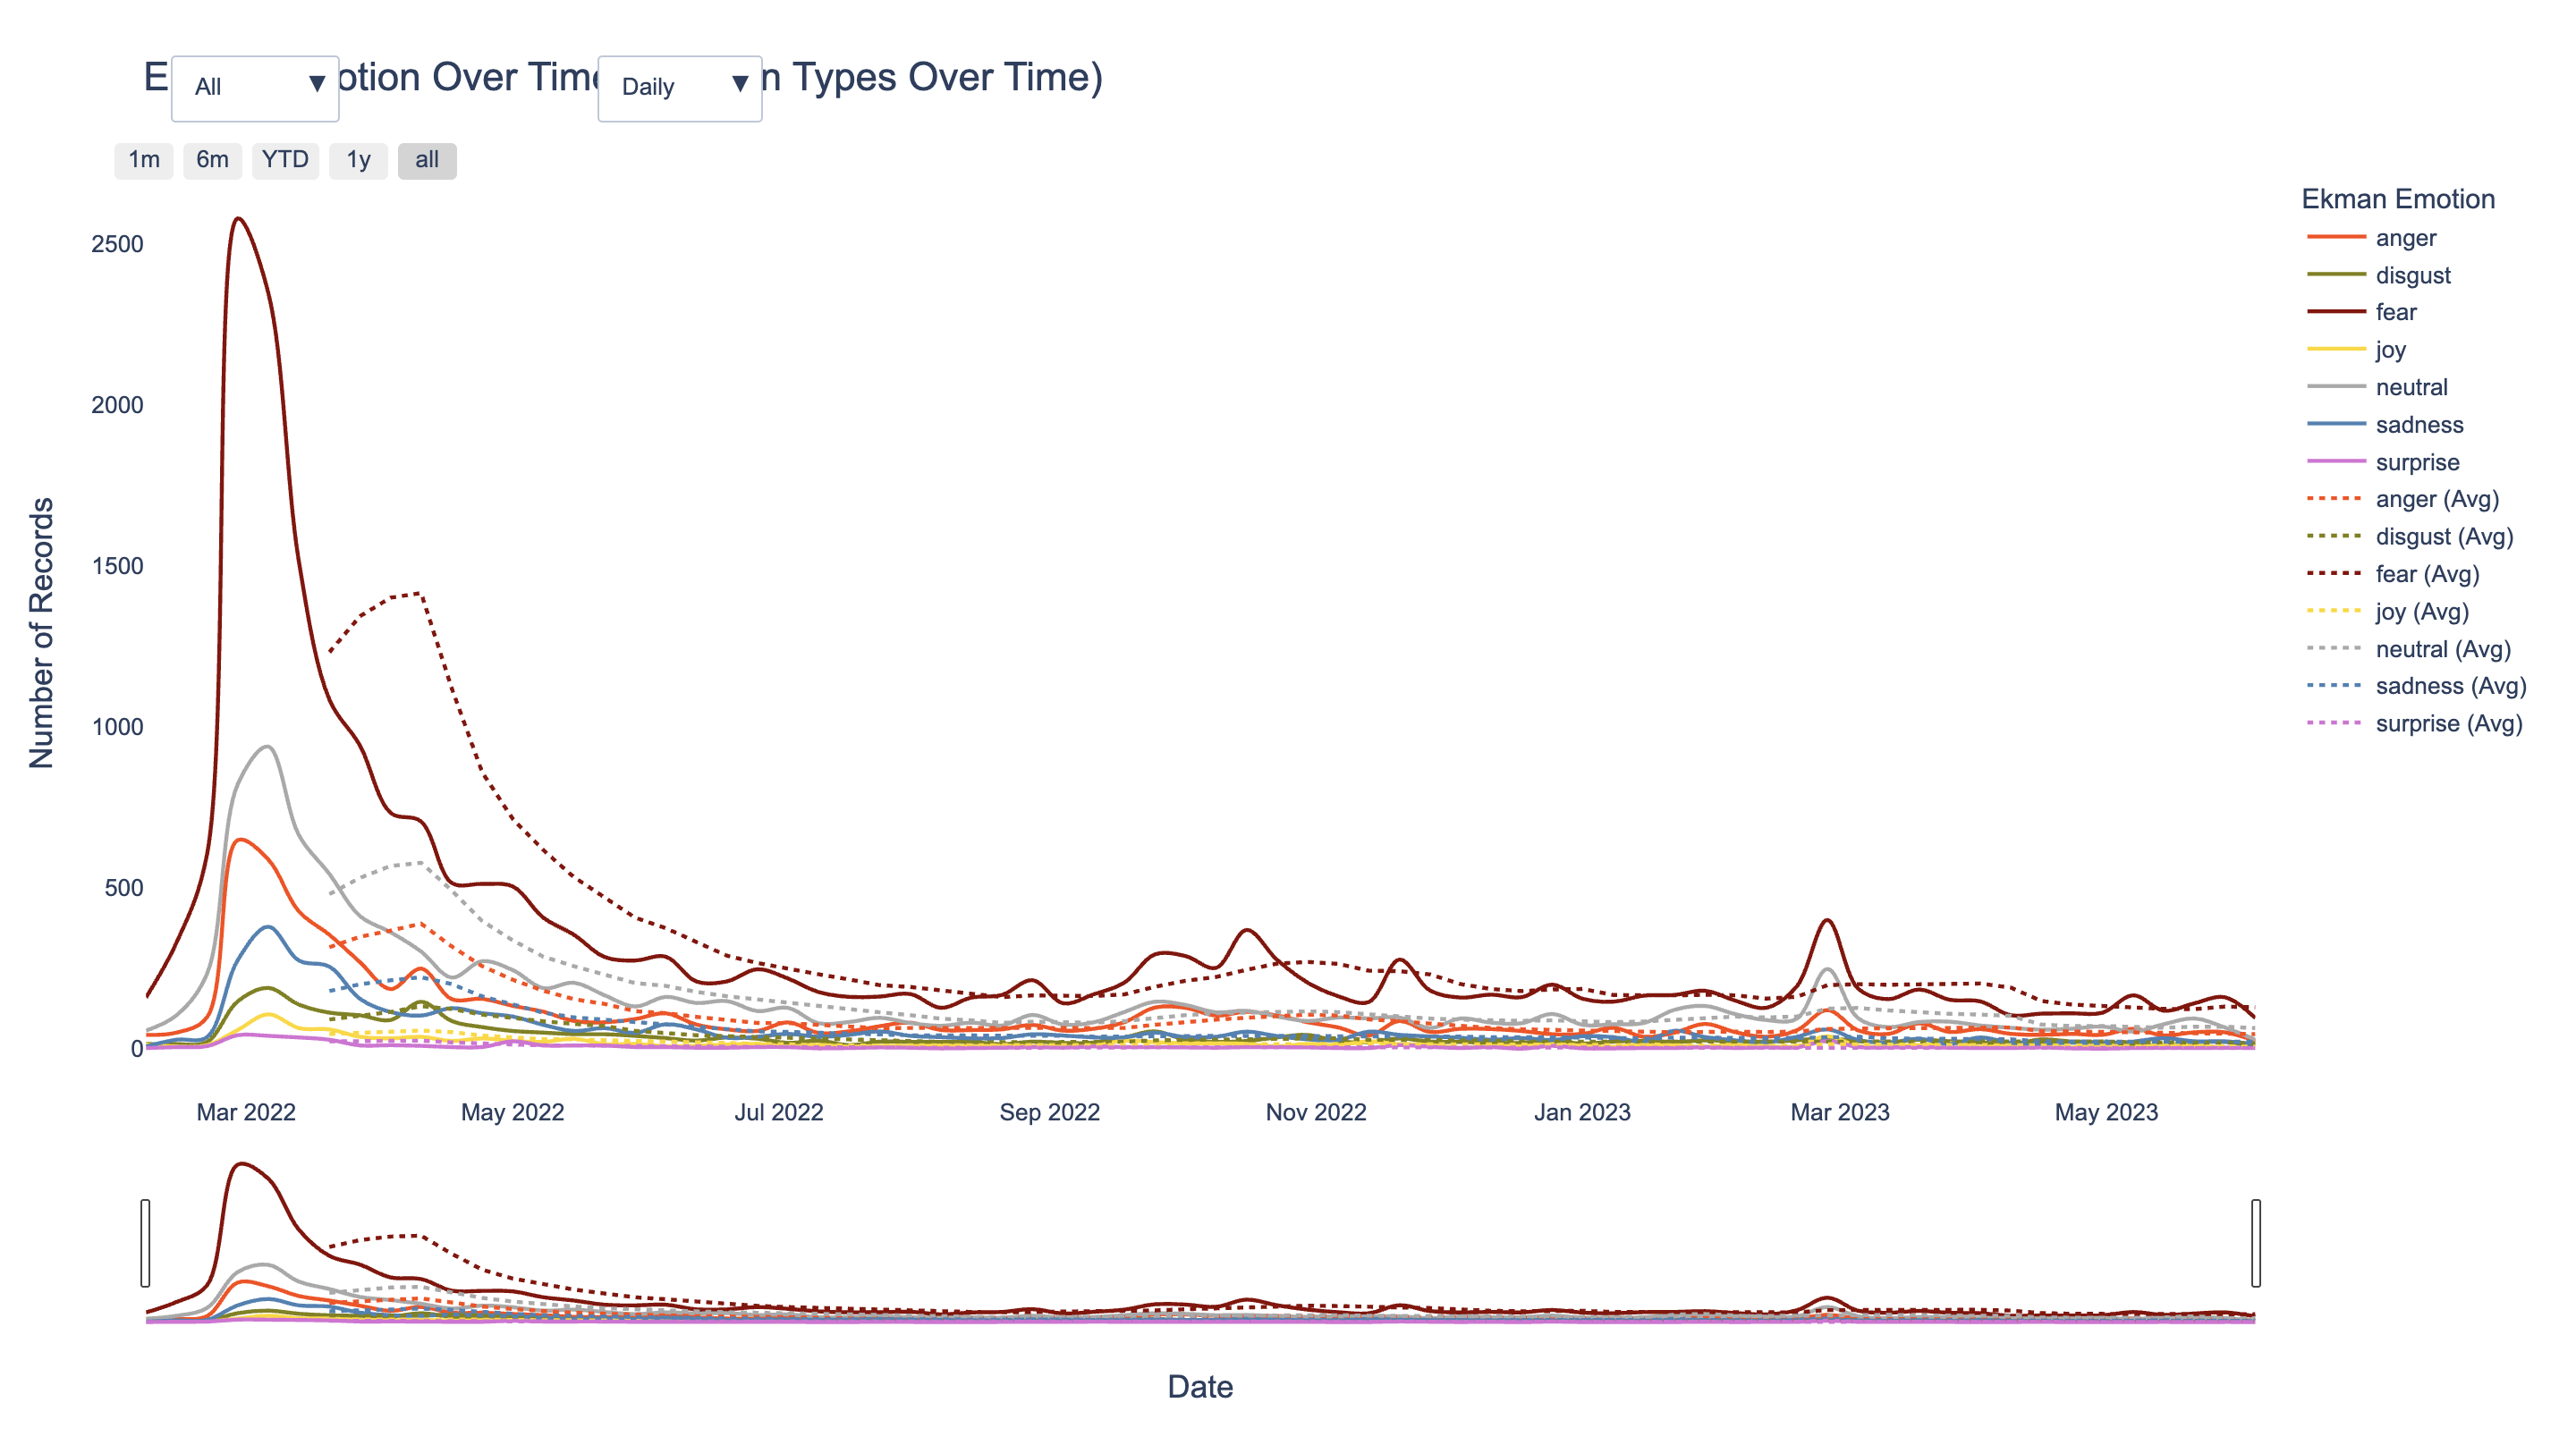 E All otion Over Time Daily n Types Over Time)
1m 6m YTD 1y all
Ekman Emotion
anger
disgust
fear
joy
neutral
sadness
surprise
anger (Avg)
disgust (Avg)
fear (Avg)
joy (Avg)
neutral (Avg)
sadness (Avg)
surprise (Avg)
Number of Records
2500
2000
1500
1000
500
0
Mar 2022 May 2022 Jul 2022 Sep 2022 Nov 2022 Jan 2023 Mar 2023 May 2023
Date